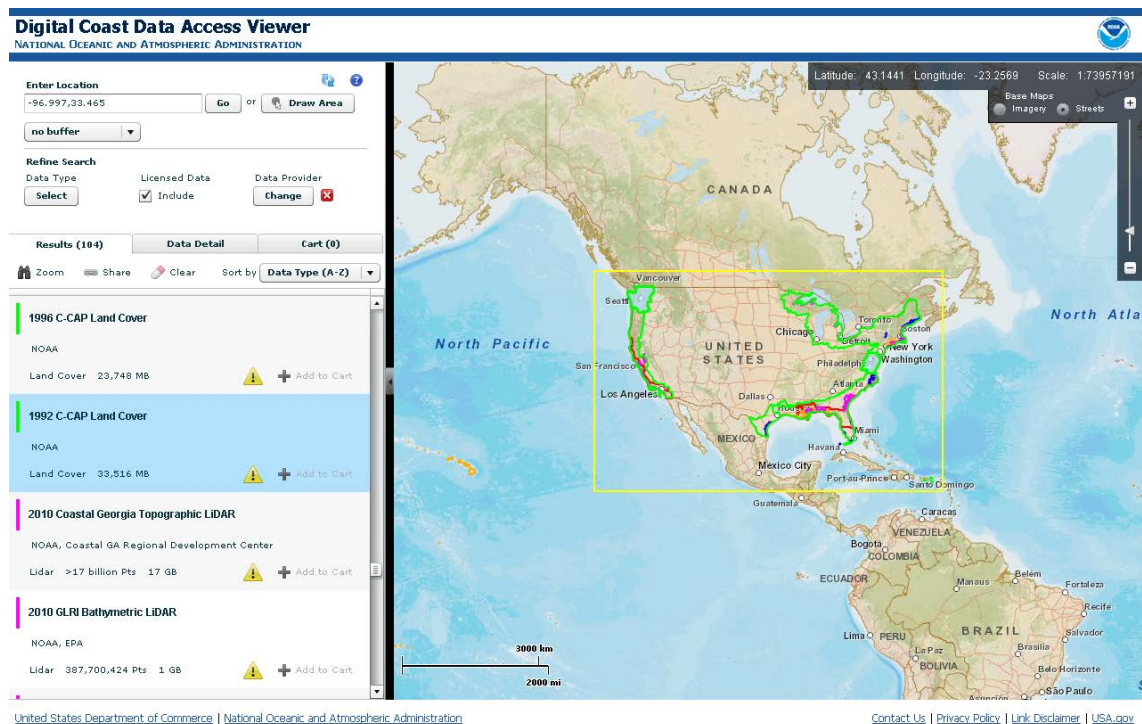 Digital Coast Data Access Viewer
NATIONAL OCEANIC AND ATMOSPHERIC ADMINISTRATION
Enter Location
-96.997,33.465
Go or Draw Area
no buffer
Refine Search
Data Type Licensed Data Data Provider
Select Include Change
Results (104) Data Detail Cart (0)
Zoom Share Clear Sort by Data Type (A-Z)
1996 C-CAP Land Cover
NOAA
Land Cover 23,748 MB Add to Cart
1992 C-CAP Land Cover
NOAA
Land Cover 33,516 MB Add to Cart
2010 Coastal Georgia Topographic LiDAR
NOAA, Coastal GA Regional Development Center
Lidar >17 billion Pts 17 GB Add to Cart
2010 GLRI Bathymetric LiDAR
NOAA, EPA
Lidar 387,700,424 Pts 1 GB Add to Cart
Latitude: 43.1441 Longitude: -23.2569 Scale: 1:73957191
Base Maps
Imagery Streets
CANADA
Vancouver
Seatt
North Pacific
North Atla
Toronto
Boston
Chicago
Detroit
New York
UNITED
STATES
Philadelph
Washington
San Francisco
Atlanta
Los Angeles
Dallas
Hous
Miami
MEXICO
Havana
Mexico City
Port-au-Prince
Santo Domingo
Guatemala
Caracas
VENEZUELA
Bogota
COLOMBIA
ECUADOR
Manaus
Belem
Fortaleza
Recife
Lima
PERU
BRAZIL
Salvador
La Paz
Brasilia
BOLIVIA
Belo Horizonte
São Paulo
Asunción
3000 km
2000 mi
United States Department of Commerce | National Oceanic and Atmospheric Administration
Contact Us | Privacy Policy | Link Disclaimer | USA.gov